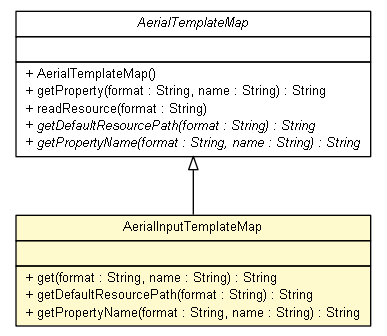 AerialTemplateMap
+ AerialTemplateMap()
+ getProperty(format : String, name : String) : String
+ readResource(format : String)
+ getDefaultResourcePath(format : String) : String
+ getPropertyName(format : String, name : String) : String
AerialInputTemplateMap
+ get(format : String, name : String) : String
+ getDefaultResourcePath(format : String) : String
+ getPropertyName(format : String, name : String) : String